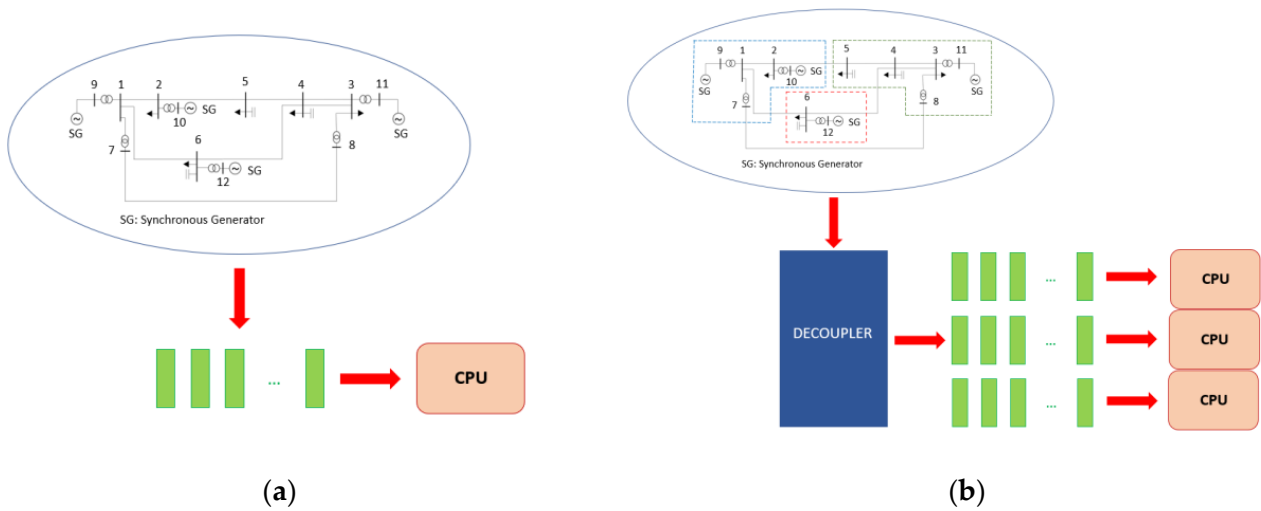 9 1 2 5 4 3 11
SG 10 SG SG
6
7 8
12 SG
SG: Synchronous Generator
...
CPU
(a)
9 1 2 5 4 3 11
SG 10 SG SG
7 6 8
12 SG
SG: Synchronous Generator
DECOUPLER
... CPU
... CPU
... CPU
(b)